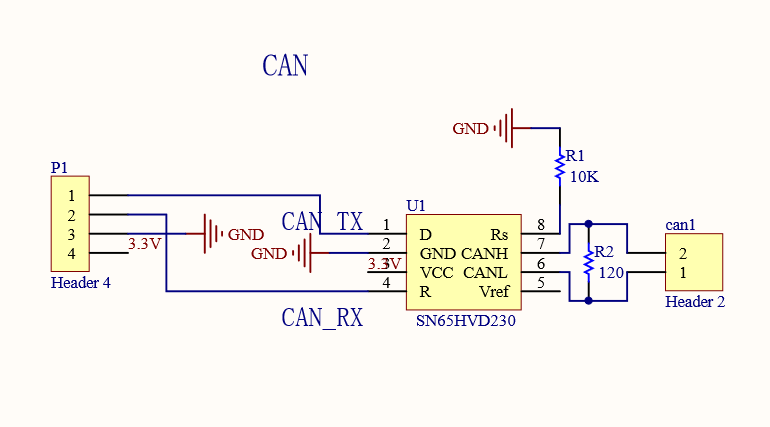 CAN
GND
R1
10K
P1
1
2
3
4
3.3V
GND
Header 4
CAN_TX
GND
3.3V
CAN_RX
U1
1
2
3
4
D
GND
VCC
R
Rs
CANH
CANL
Vref
8
7
6
5
SN65HVD230
R2
120
can1
2
1
Header 2